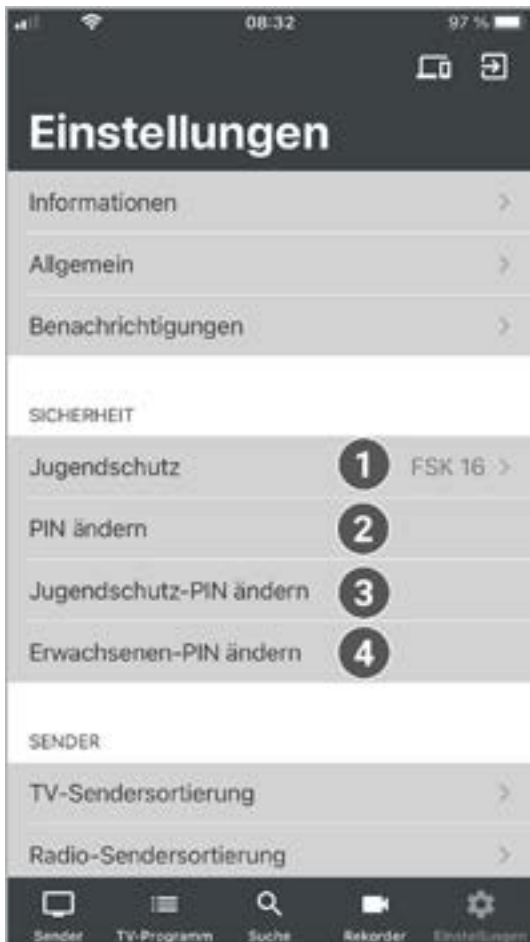 08:32
97 %
Einstellungen
Informationen
Allgemein
Benachrichtigungen
SICHERHEIT
Jugendschutz 1 FSK 16
PIN ändern 2
Jugendschutz-PIN ändern 3
Erwachsenen-PIN ändern 4
SENDER
TV-Sendersortierung
Radio-Sendersortierung
Sender TV-Programm Suche Rekorder Einstellungen